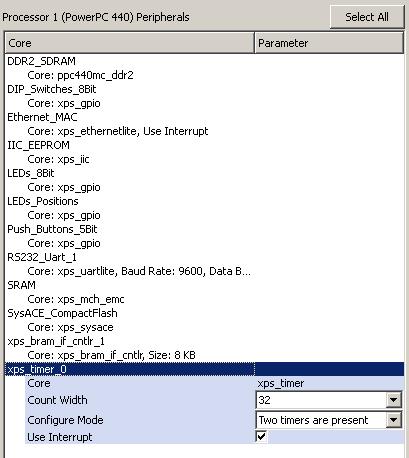 Processor 1 (PowerPC 440) Peripherals Select All
Core Parameter
DDR2_SDRAM
Core: ppc440mc_ddr2
DIP_Switches_8Bit
Core: xps_gpio
Ethernet_MAC
Core: xps_ethernetlite, Use Interrupt
IIC_EEPROM
Core: xps_iic
LEDs_8Bit
Core: xps_gpio
LEDs_Positions
Core: xps_gpio
Push_Buttons_5Bit
Core: xps_gpio
RS232_Uart_1
Core: xps_uartlite, Baud Rate: 9600, Data B...
SRAM
Core: xps_mch_emc
SysACE_CompactFlash
Core: xps_sysace
xps_bram_if_cntlr_1
Core: xps_bram_if_cntlr, Size: 8 KB
xps_timer_0
Core xps_timer
Count Width 32
Configure Mode Two timers are present
Use Interrupt